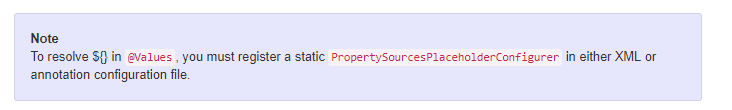 Note
To resolve ${} in @Values, you must register a static PropertySourcesPlaceholderConfigurer in either XML or
annotation configuration file.